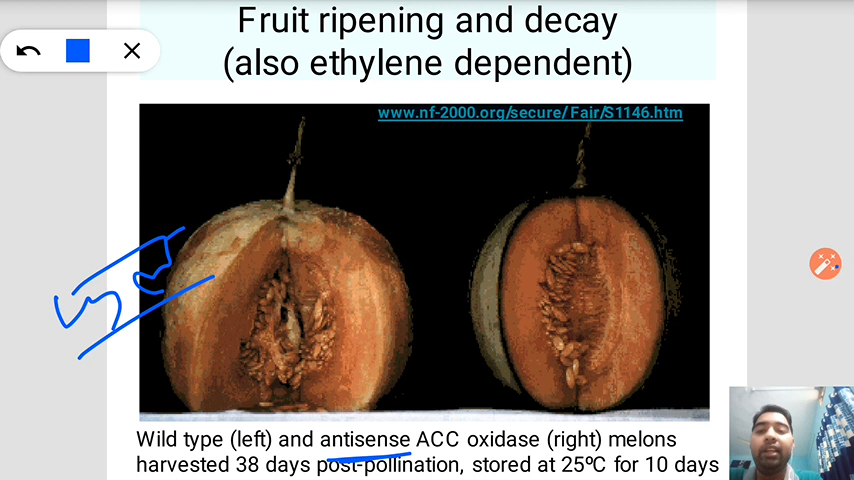 Fruit ripening and decay
(also ethylene dependent)
www.nf-2000.org/secure/Fair/S1146.htm
Wild type (left) and antisense ACC oxidase (right) melons
harvested 38 days post-pollination, stored at 25ºC for 10 days